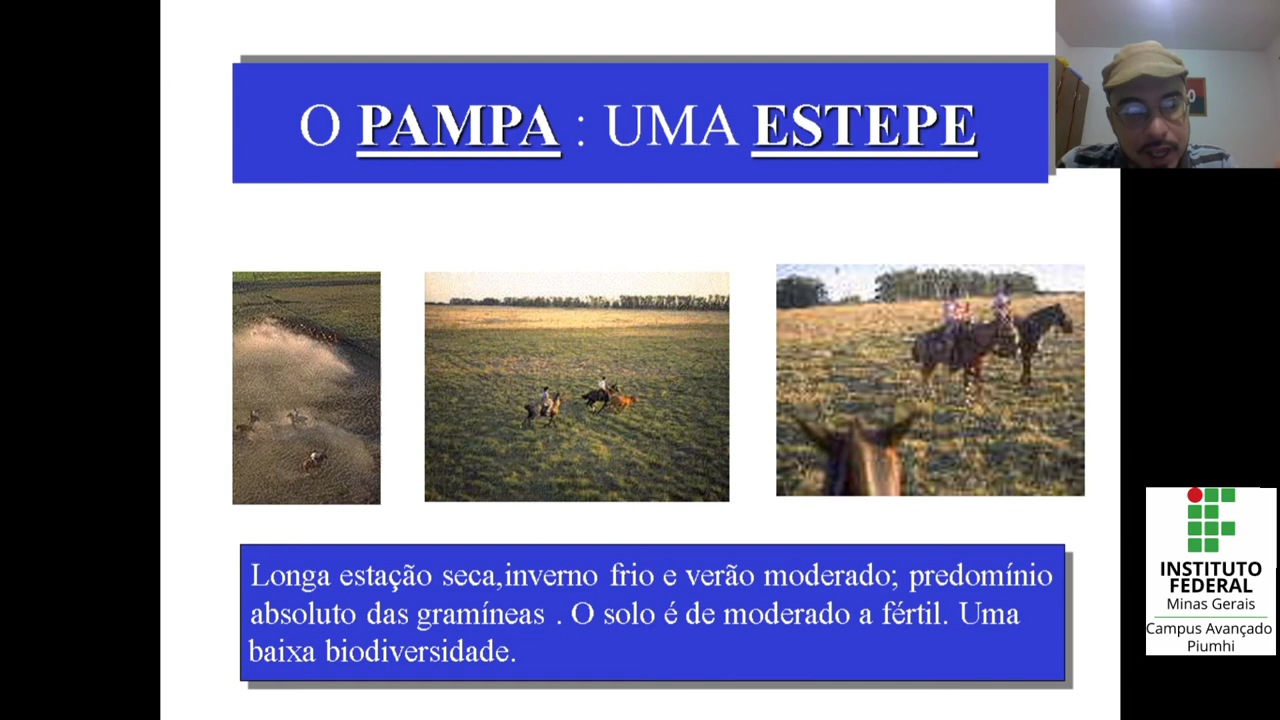 O PAMPA : UMA ESTEPE
Longa estação seca,inverno frio e verão moderado; predomínio
absoluto das gramíneas . O solo é de moderado a fértil. Uma
baixa biodiversidade.
INSTITUTO
FEDERAL
Minas Gerais
Campus Avançado
Piumhi